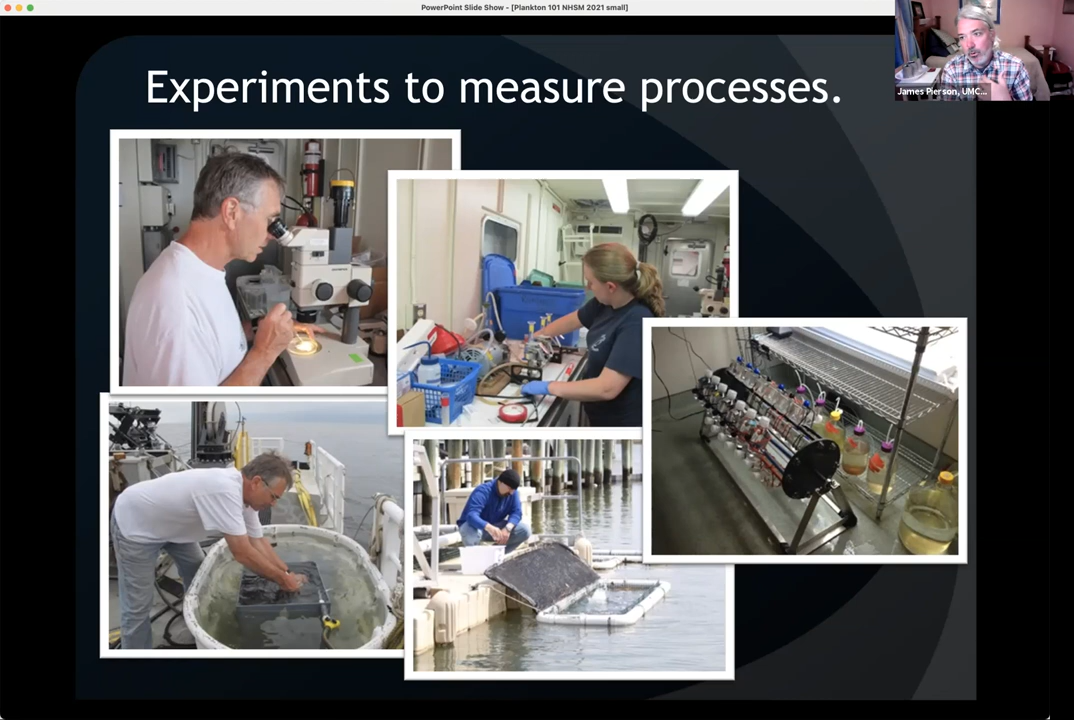 PowerPoint Slide Show - [Plankton 101 NHSM 2021 small]
Experiments to measure processes.
James Pierson, UMC...